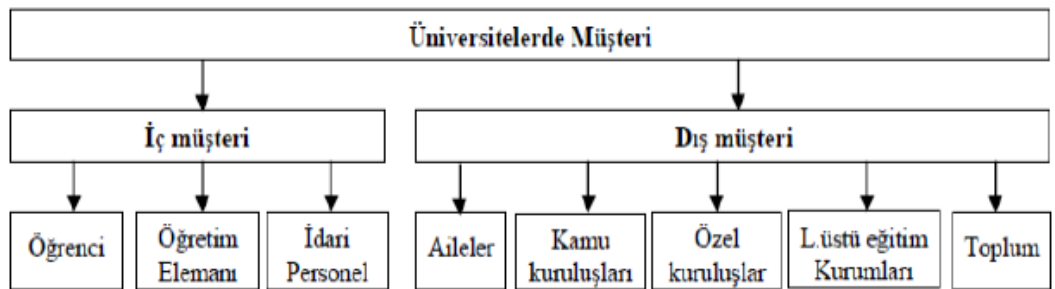 Üniversitelerde Müşteri
İç müşteri
Dış müşteri
Öğrenci
Öğretim
Elemanı
İdari
Personel
Aileler
Kamu
kuruluşları
Özel
kuruluşlar
L.üstü eğitim
Kurumları
Toplum